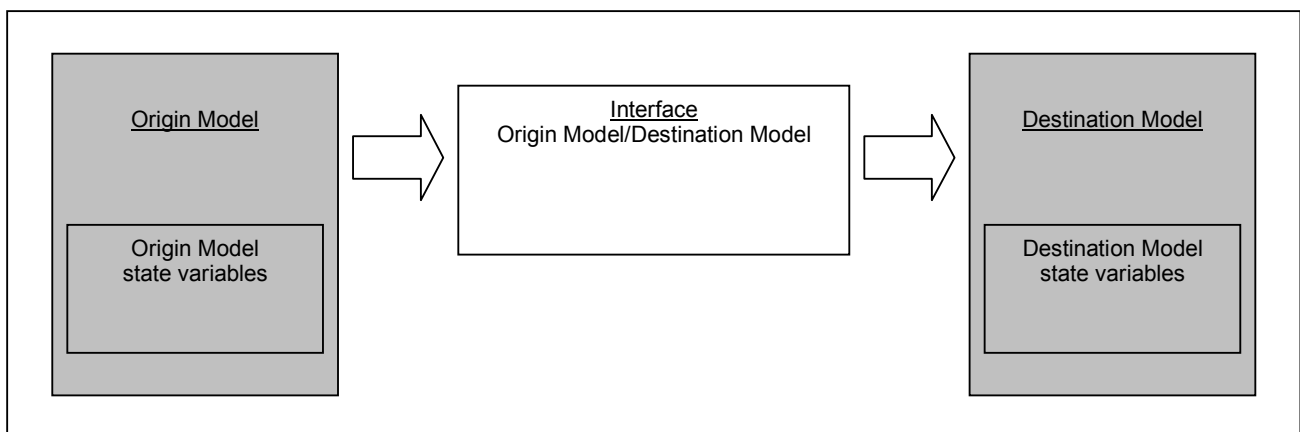 Origin Model
Origin Model
state variables
Interface
Origin Model/Destination Model
Destination Model
Destination Model
state variables